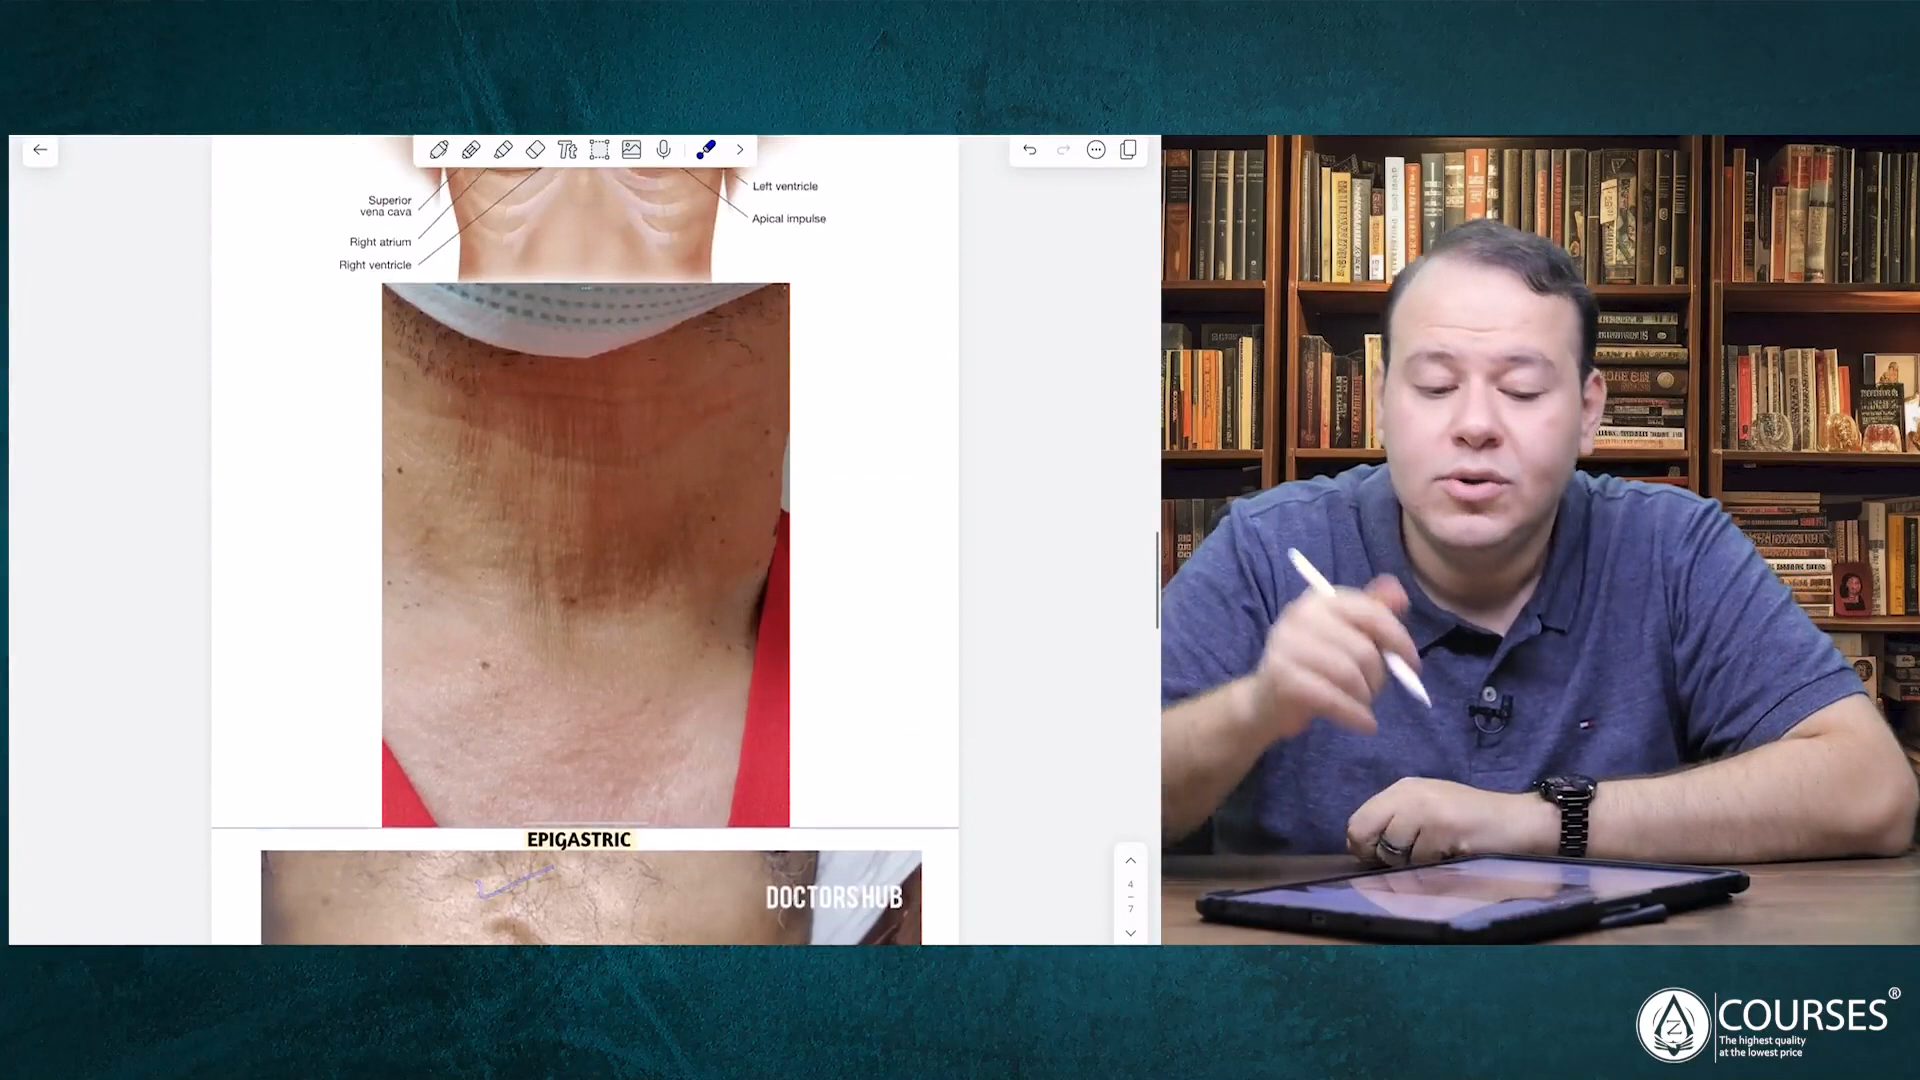 Tt
Superior
vena cava
Right atrium
Right ventricle
Left ventricle
Apical impulse
EPIGASTRIC
DOCTORS HUB
4
7
COURSES®
The highest quality
at the lowest price